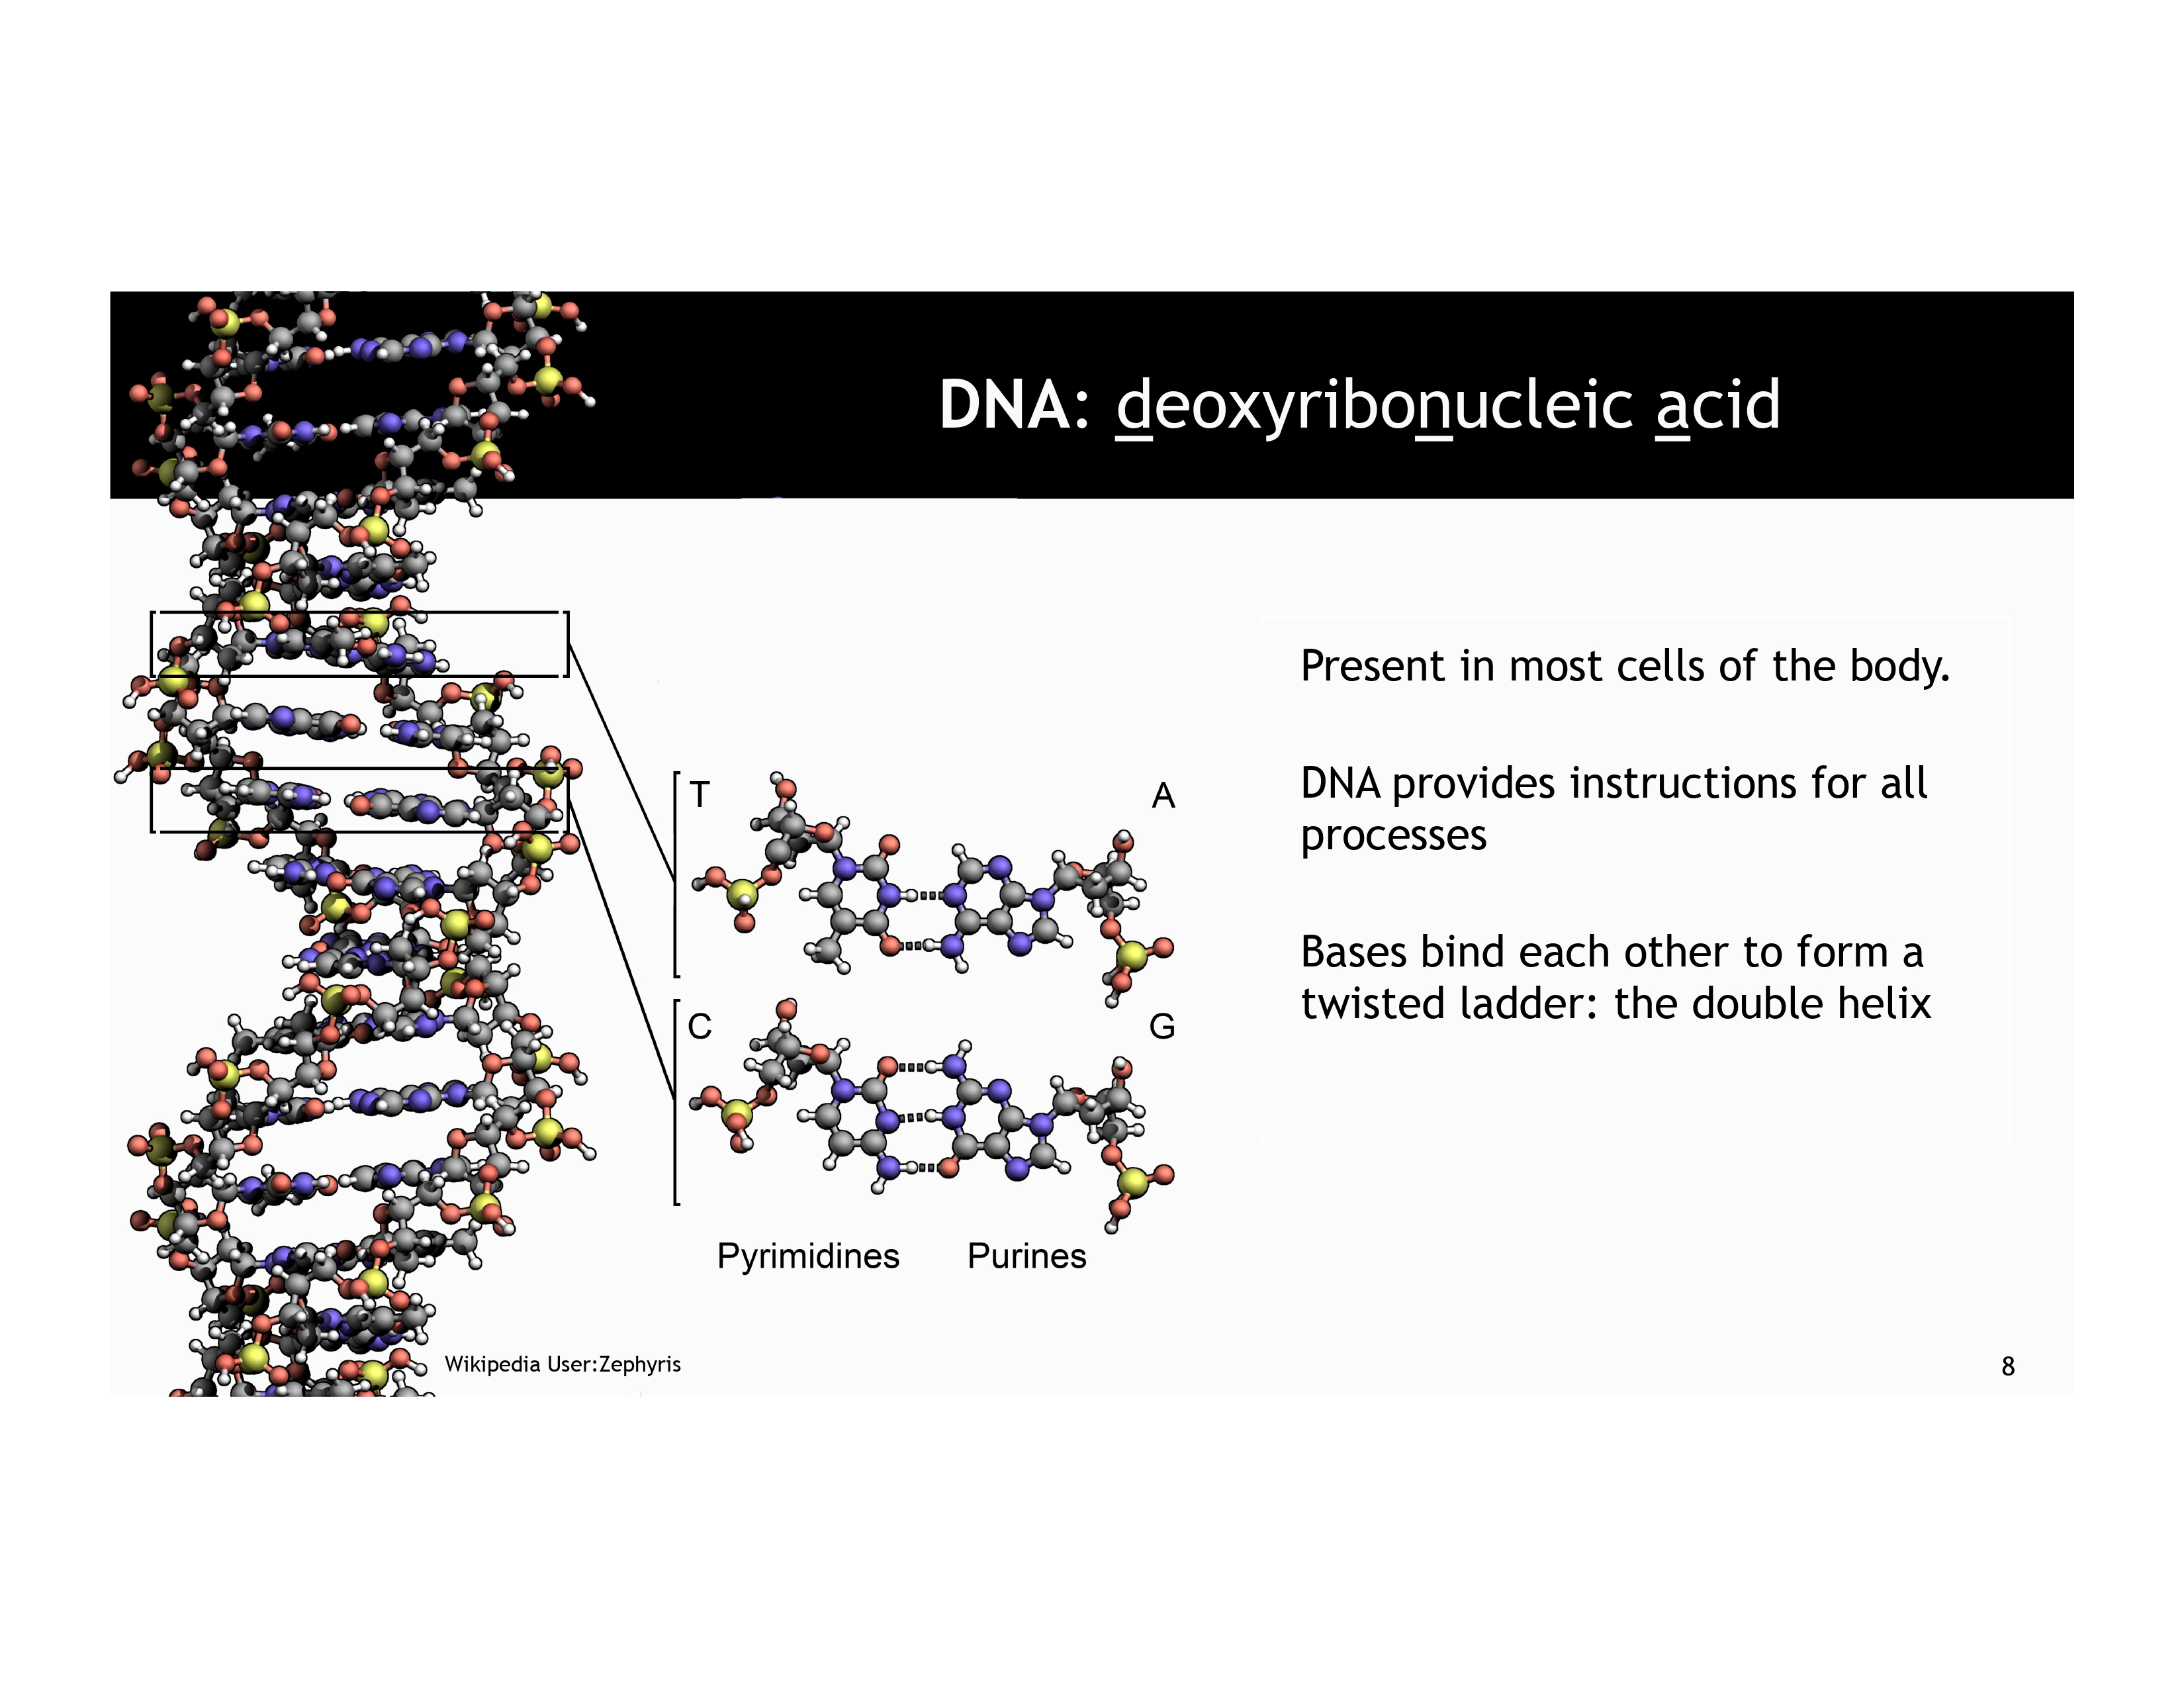 DNA: deoxyribonucleic acid
Present in most cells of the body.
DNA provides instructions for all
processes
Bases bind each other to form a
twisted ladder: the double helix
T
A
C
G
Pyrimidines
Purines
Wikipedia User:Zephyris
8